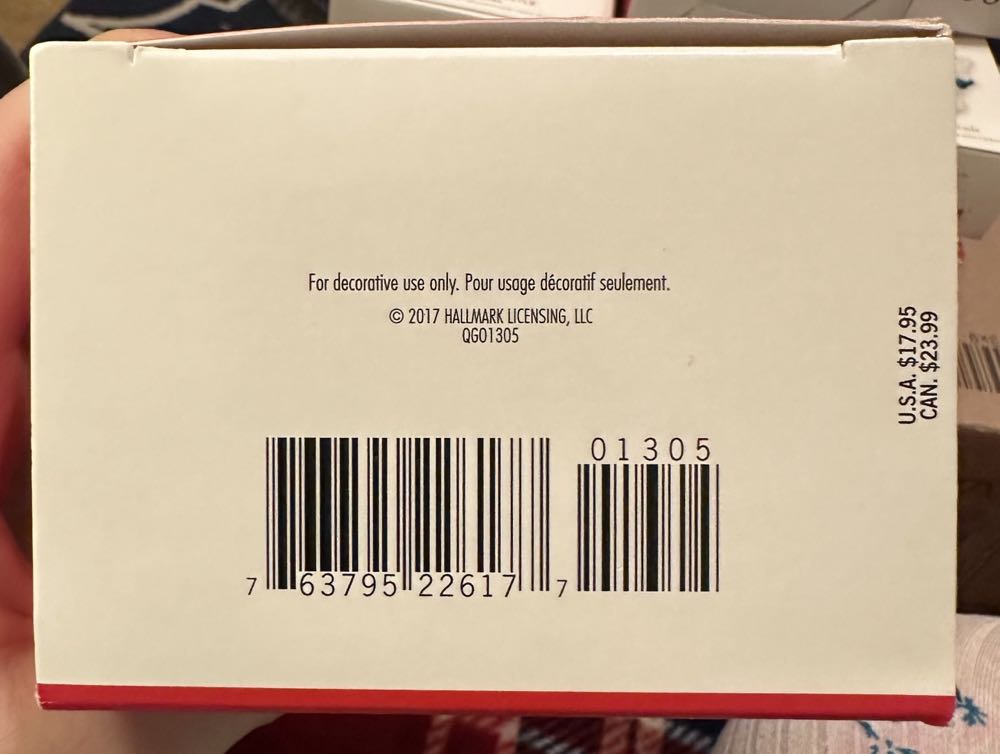 For decorative use only. Pour usage décoratif seulement.
© 2017 HALLMARK LICENSING, LLC
QGO1305
U.S.A. $17.95
CAN. $23.99
01305
7 63795 22617 7